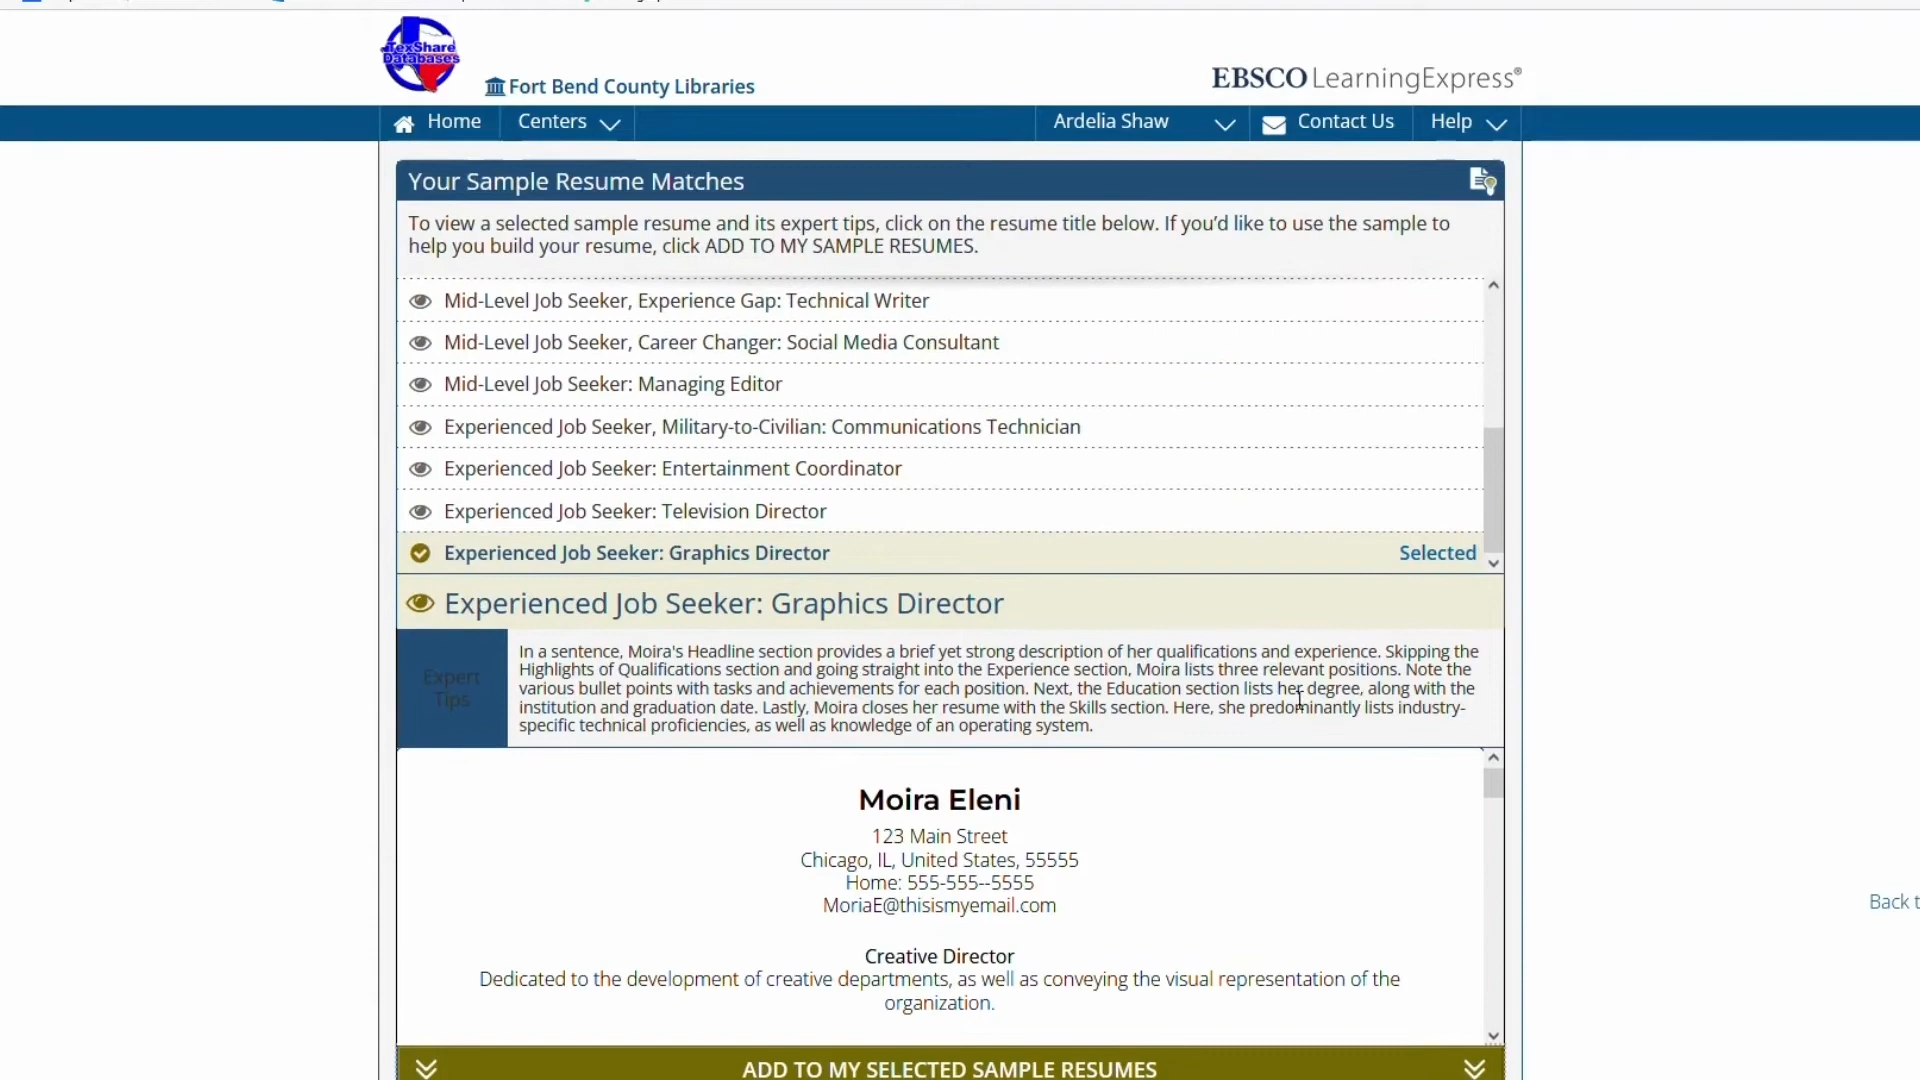 TexShare
Databases
Fort Bend County Libraries
EBSCO LearningExpress®
Home
Centers
Ardelia Shaw
Contact Us
Help
Your Sample Resume Matches
To view a selected sample resume and its expert tips, click on the resume title below. If you’d like to use the sample to
help you build your resume, click ADD TO MY SAMPLE RESUMES.
Mid-Level Job Seeker, Experience Gap: Technical Writer
Mid-Level Job Seeker, Career Changer: Social Media Consultant
Mid-Level Job Seeker: Managing Editor
Experienced Job Seeker, Military-to-Civilian: Communications Technician
Experienced Job Seeker: Entertainment Coordinator
Experienced Job Seeker: Television Director
Experienced Job Seeker: Graphics Director
Selected
Experienced Job Seeker: Graphics Director
Expert
Tips
In a sentence, Moira's Headline section provides a brief yet strong description of her qualifications and experience. Skipping the
Highlights of Qualifications section and going straight into the Experience section, Moira lists three relevant positions. Note the
various bullet points with tasks and achievements for each position. Next, the Education section lists her degree, along with the
institution and graduation date. Lastly, Moira closes her resume with the Skills section. Here, she predominantly lists industry-
specific technical proficiencies, as well as knowledge of an operating system.
Moira Eleni
123 Main Street
Chicago, IL, United States, 55555
Home: 555-555--5555
MoriaE@thisismyemail.com
Back t
Creative Director
Dedicated to the development of creative departments, as well as conveying the visual representation of the
organization.
ADD TO MY SELECTED SAMPLE RESUMES